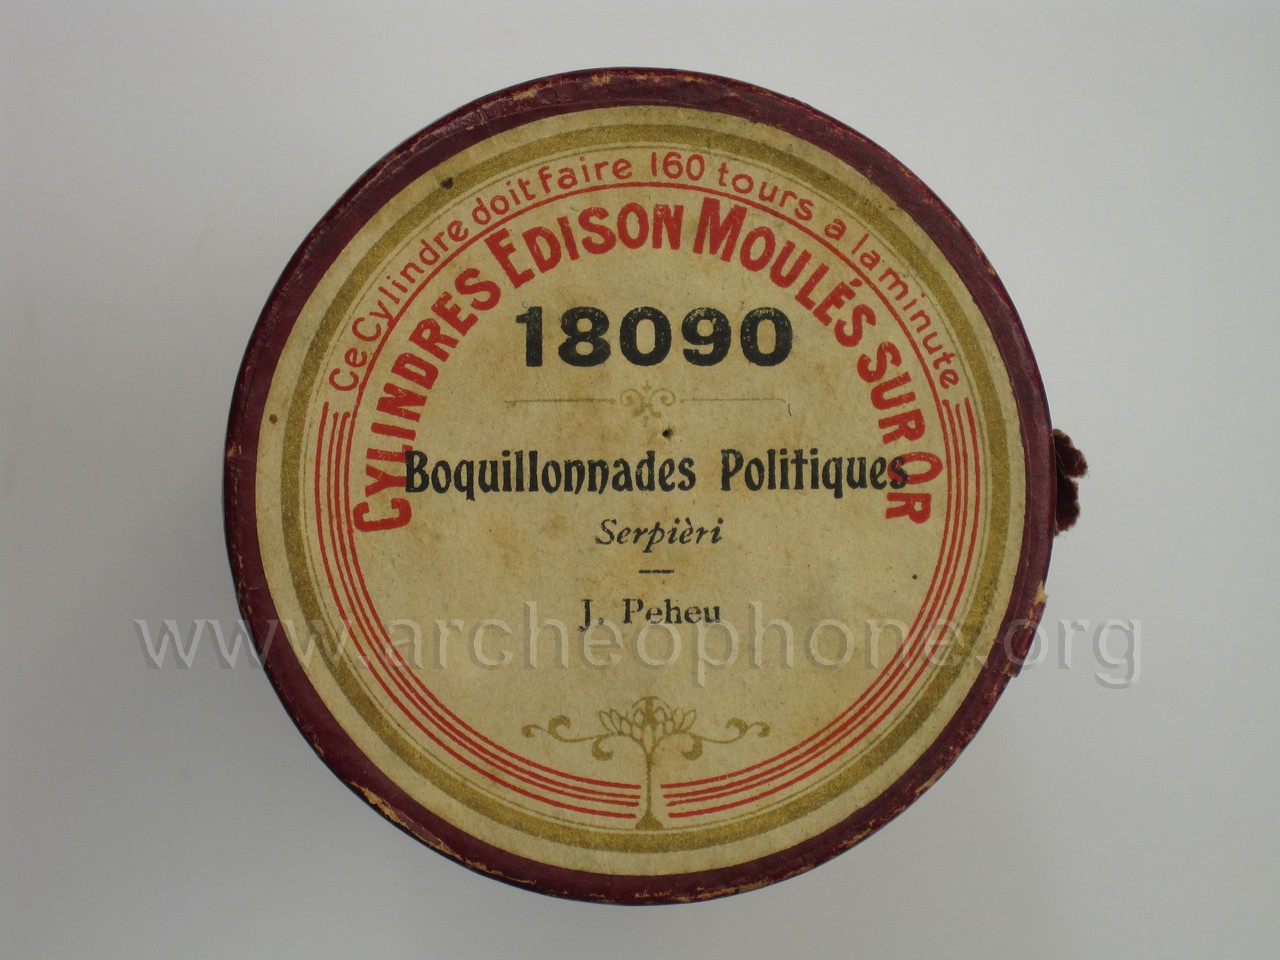 Ce Cylindre doit faire 160 tours a la minute
CYLINDRES EDISON MOULÉS SUR OR
18090
Boquillonnades Politiques
Serpièri
J. Peheu
www.archeophone.org